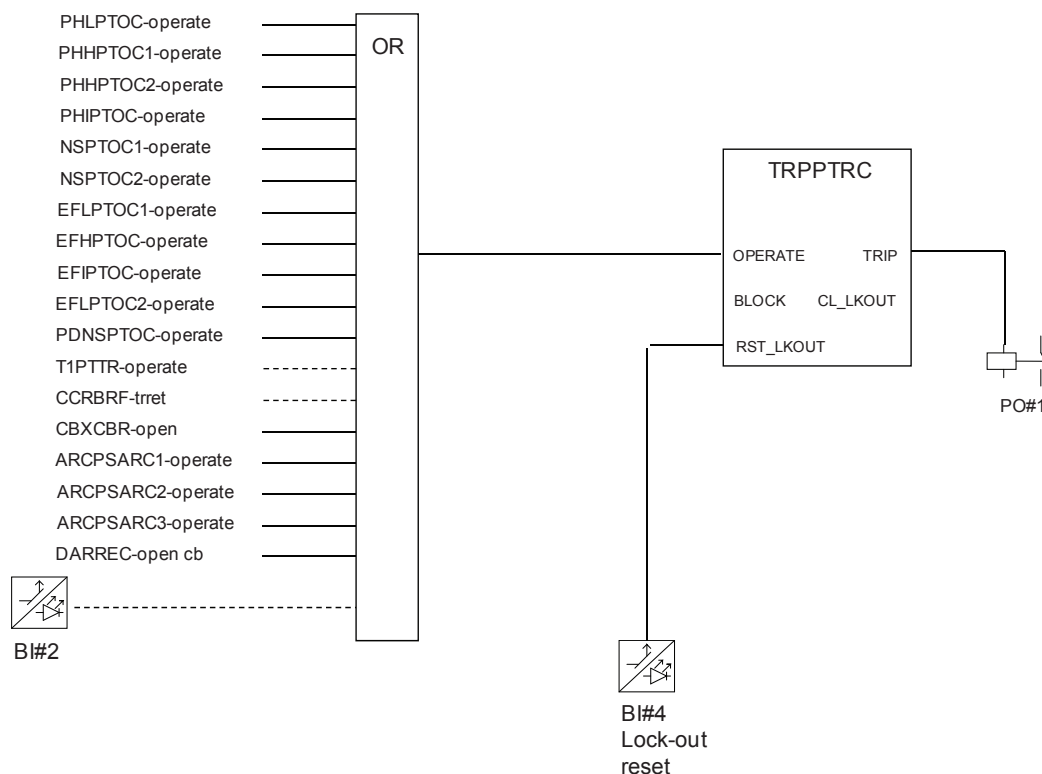 PHLPTOC-operate
PHHPTOC1-operate
PHHPTOC2-operate
PHIPTOC-operate
NSPTOC1-operate
NSPTOC2-operate
EFLPTOC1-operate
EFHPTOC-operate
EFIPTOC-operate
EFLPTOC2-operate
PDNSPTOC-operate
T1PTTR-operate
CCRBRF-trret
CBXCBR-open
ARCPSARC1-operate
ARCPSARC2-operate
ARCPSARC3-operate
DARREC-open cb
BI#2
OR
TRPPTRC
OPERATE TRIP
BLOCK CL_LKOUT
RST_LKOUT
PO#1
BI#4
Lock-out
reset